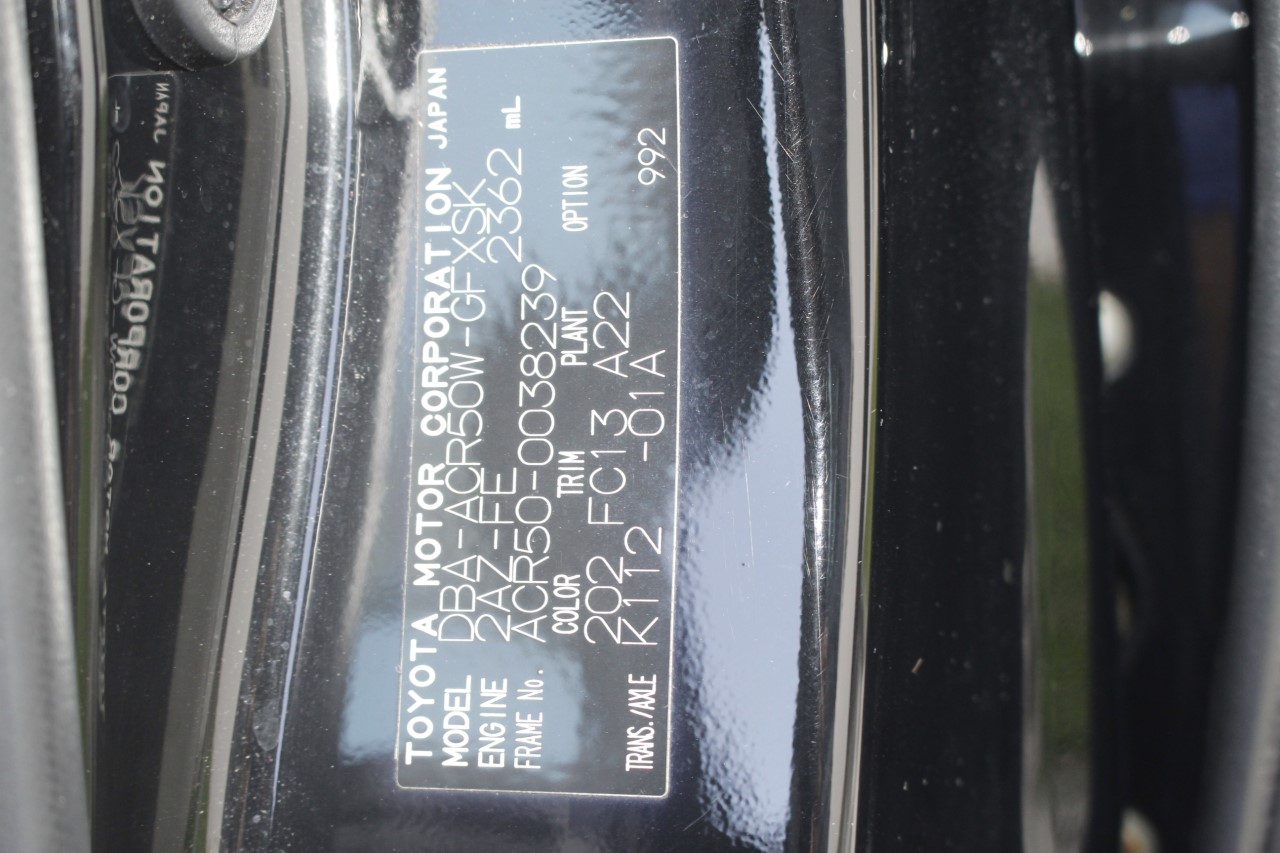 TOYOTA MOTOR CORPORATION JAPAN
MODEL DBA-ACR50W-GFXSK
ENGINE 2AZ-FE 2362 mL
FRAME No. ACR50-0038239
COLOR TRIM PLANT OPTION
202 FC13 A22 992
TRANS./AXLE K112 -01A